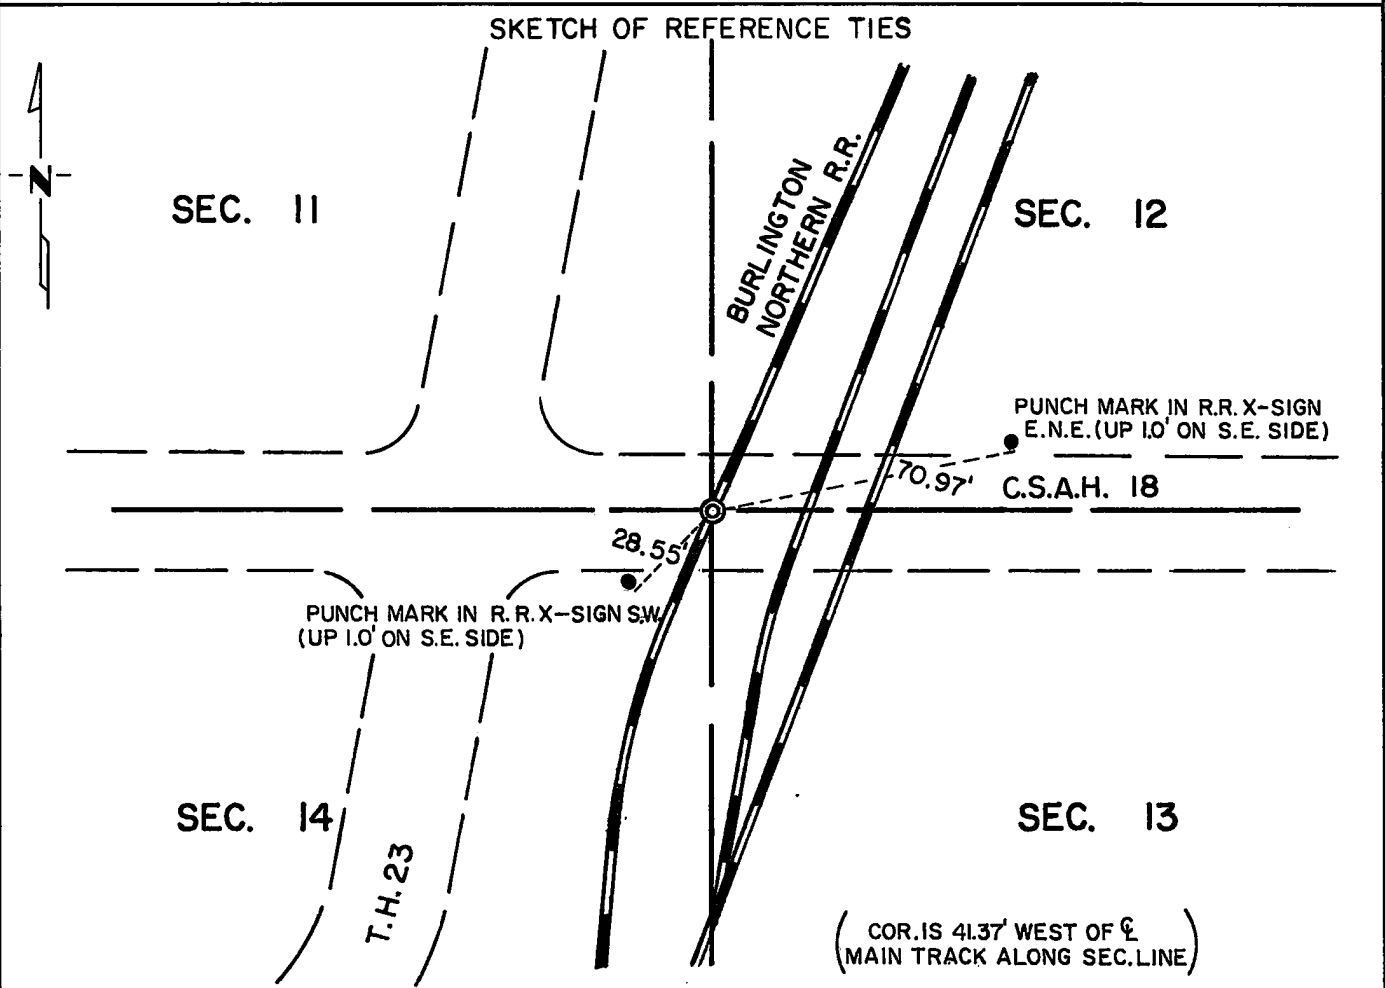 SKETCH OF REFERENCE TIES
N
SEC. 11
BURLINGTON
NORTHERN R.R.
SEC. 12
PUNCH MARK IN R.R. X-SIGN
E.N.E. (UP 1.0' ON S.E. SIDE)
70.97'
C.S.A.H. 18
28.55'
PUNCH MARK IN R.R. X-SIGN S.W.
(UP 1.0' ON S.E. SIDE)
SEC. 14
T.H. 23
SEC. 13
(COR. IS 41.37' WEST OF ℄
MAIN TRACK ALONG SEC. LINE)